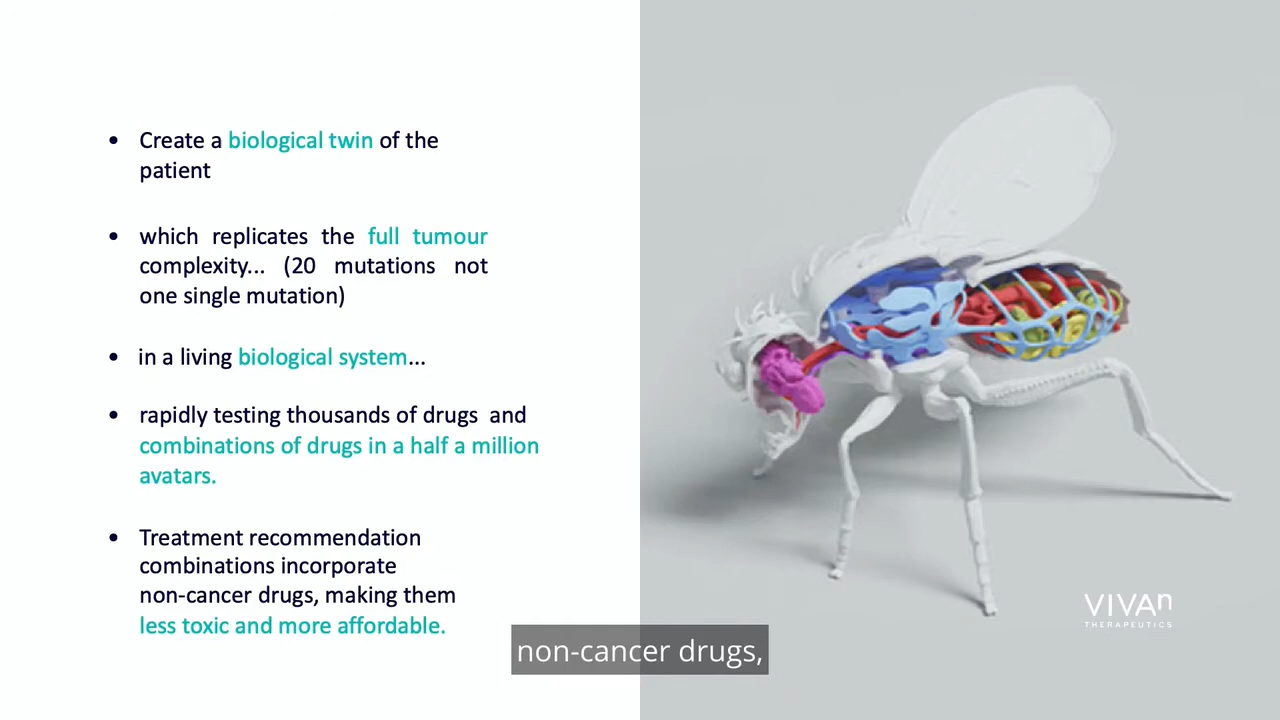 • Create a biological twin of the
patient
• which replicates the full tumour
complexity... (20 mutations not
one single mutation)
• in a living biological system...
• rapidly testing thousands of drugs and
combinations of drugs in a half a million
avatars.
• Treatment recommendation
combinations incorporate
non-cancer drugs, making them
less toxic and more affordable.
VIVAn
THERAPEUTICS
non-cancer drugs,